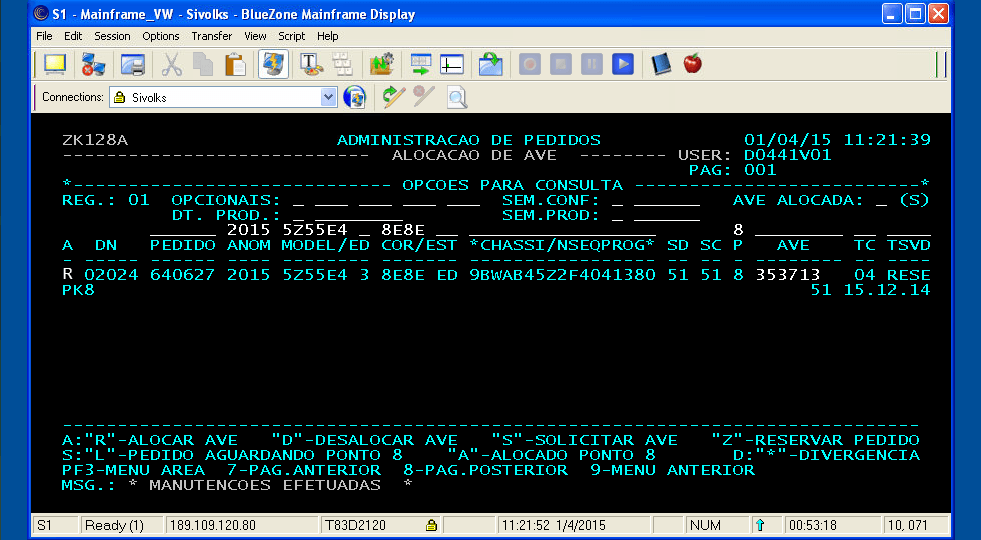 S1 - Mainframe_VW - Sivolks - BlueZone Mainframe Display
File Edit Session Options Transfer View Script Help
Connections: Sivolks
ZK128A ADMINISTRACAO DE PEDIDOS 01/04/15 11:21:39
---------------------------- ALOCACAO DE AVE -------- USER: D0441V01
PAG: 001
*----------------------------- OPCOES PARA CONSULTA --------------------------*
REG.: 01 OPCIONAIS: _ ___ ___ ___ ___ SEM.CONF: _ ______ AVE ALOCADA: _ (S)
DT. PROD.: _ ________ SEM.PROD: _ ______
______ 2015 5Z55E4 _ 8E8E __ _________________ 8 ________ __ ____
A DN PEDIDO ANOM MODEL/ED COR/EST *CHASSI/NSEQPROG* SD SC P AVE TC TSVD
- ----- ------ ---- ------ - ---- -- ----------------- -- -- - -------- -- ----
R 02024 640627 2015 5Z55E4 3 8E8E ED 9BWAB45Z2F4041380 51 51 8 353713 04 RESE
PK8 51 15.12.14
------------------------------------------------------------------------------
A:"R"-ALOCAR AVE "D"-DESALOCAR AVE "S"-SOLICITAR AVE "Z"-RESERVAR PEDIDO
S:"L"-PEDIDO AGUARDANDO PONTO 8 "A"-ALOCADO PONTO 8 D:"*"-DIVERGENCIA
PF3-MENU AREA 7-PAG.ANTERIOR 8-PAG.POSTERIOR 9-MENU ANTERIOR
MSG.: * MANUTENCOES EFETUADAS *
S1 Ready (1) 189.109.120.80 T83D2120 11:21:52 1/4/2015 NUM 00:53:18 10, 071